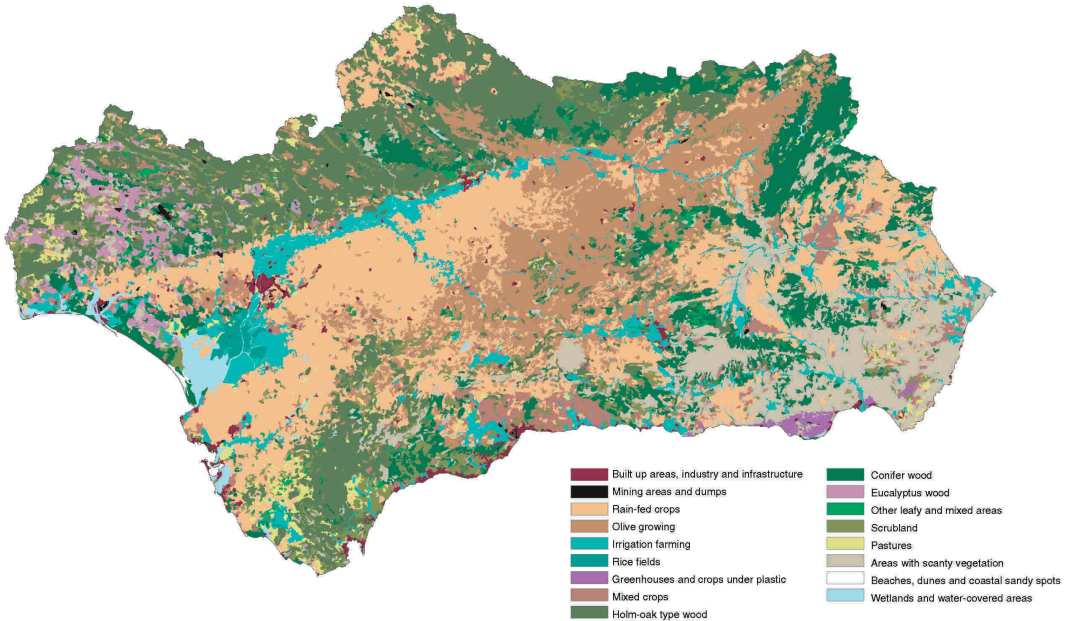 Built up areas, industry and infrastructure
Mining areas and dumps
Rain-fed crops
Olive growing
Irrigation farming
Rice fields
Greenhouses and crops under plastic
Mixed crops
Holm-oak type wood
Conifer wood
Eucalyptus wood
Other leafy and mixed areas
Scrubland
Pastures
Areas with scanty vegetation
Beaches, dunes and coastal sandy spots
Wetlands and water-covered areas